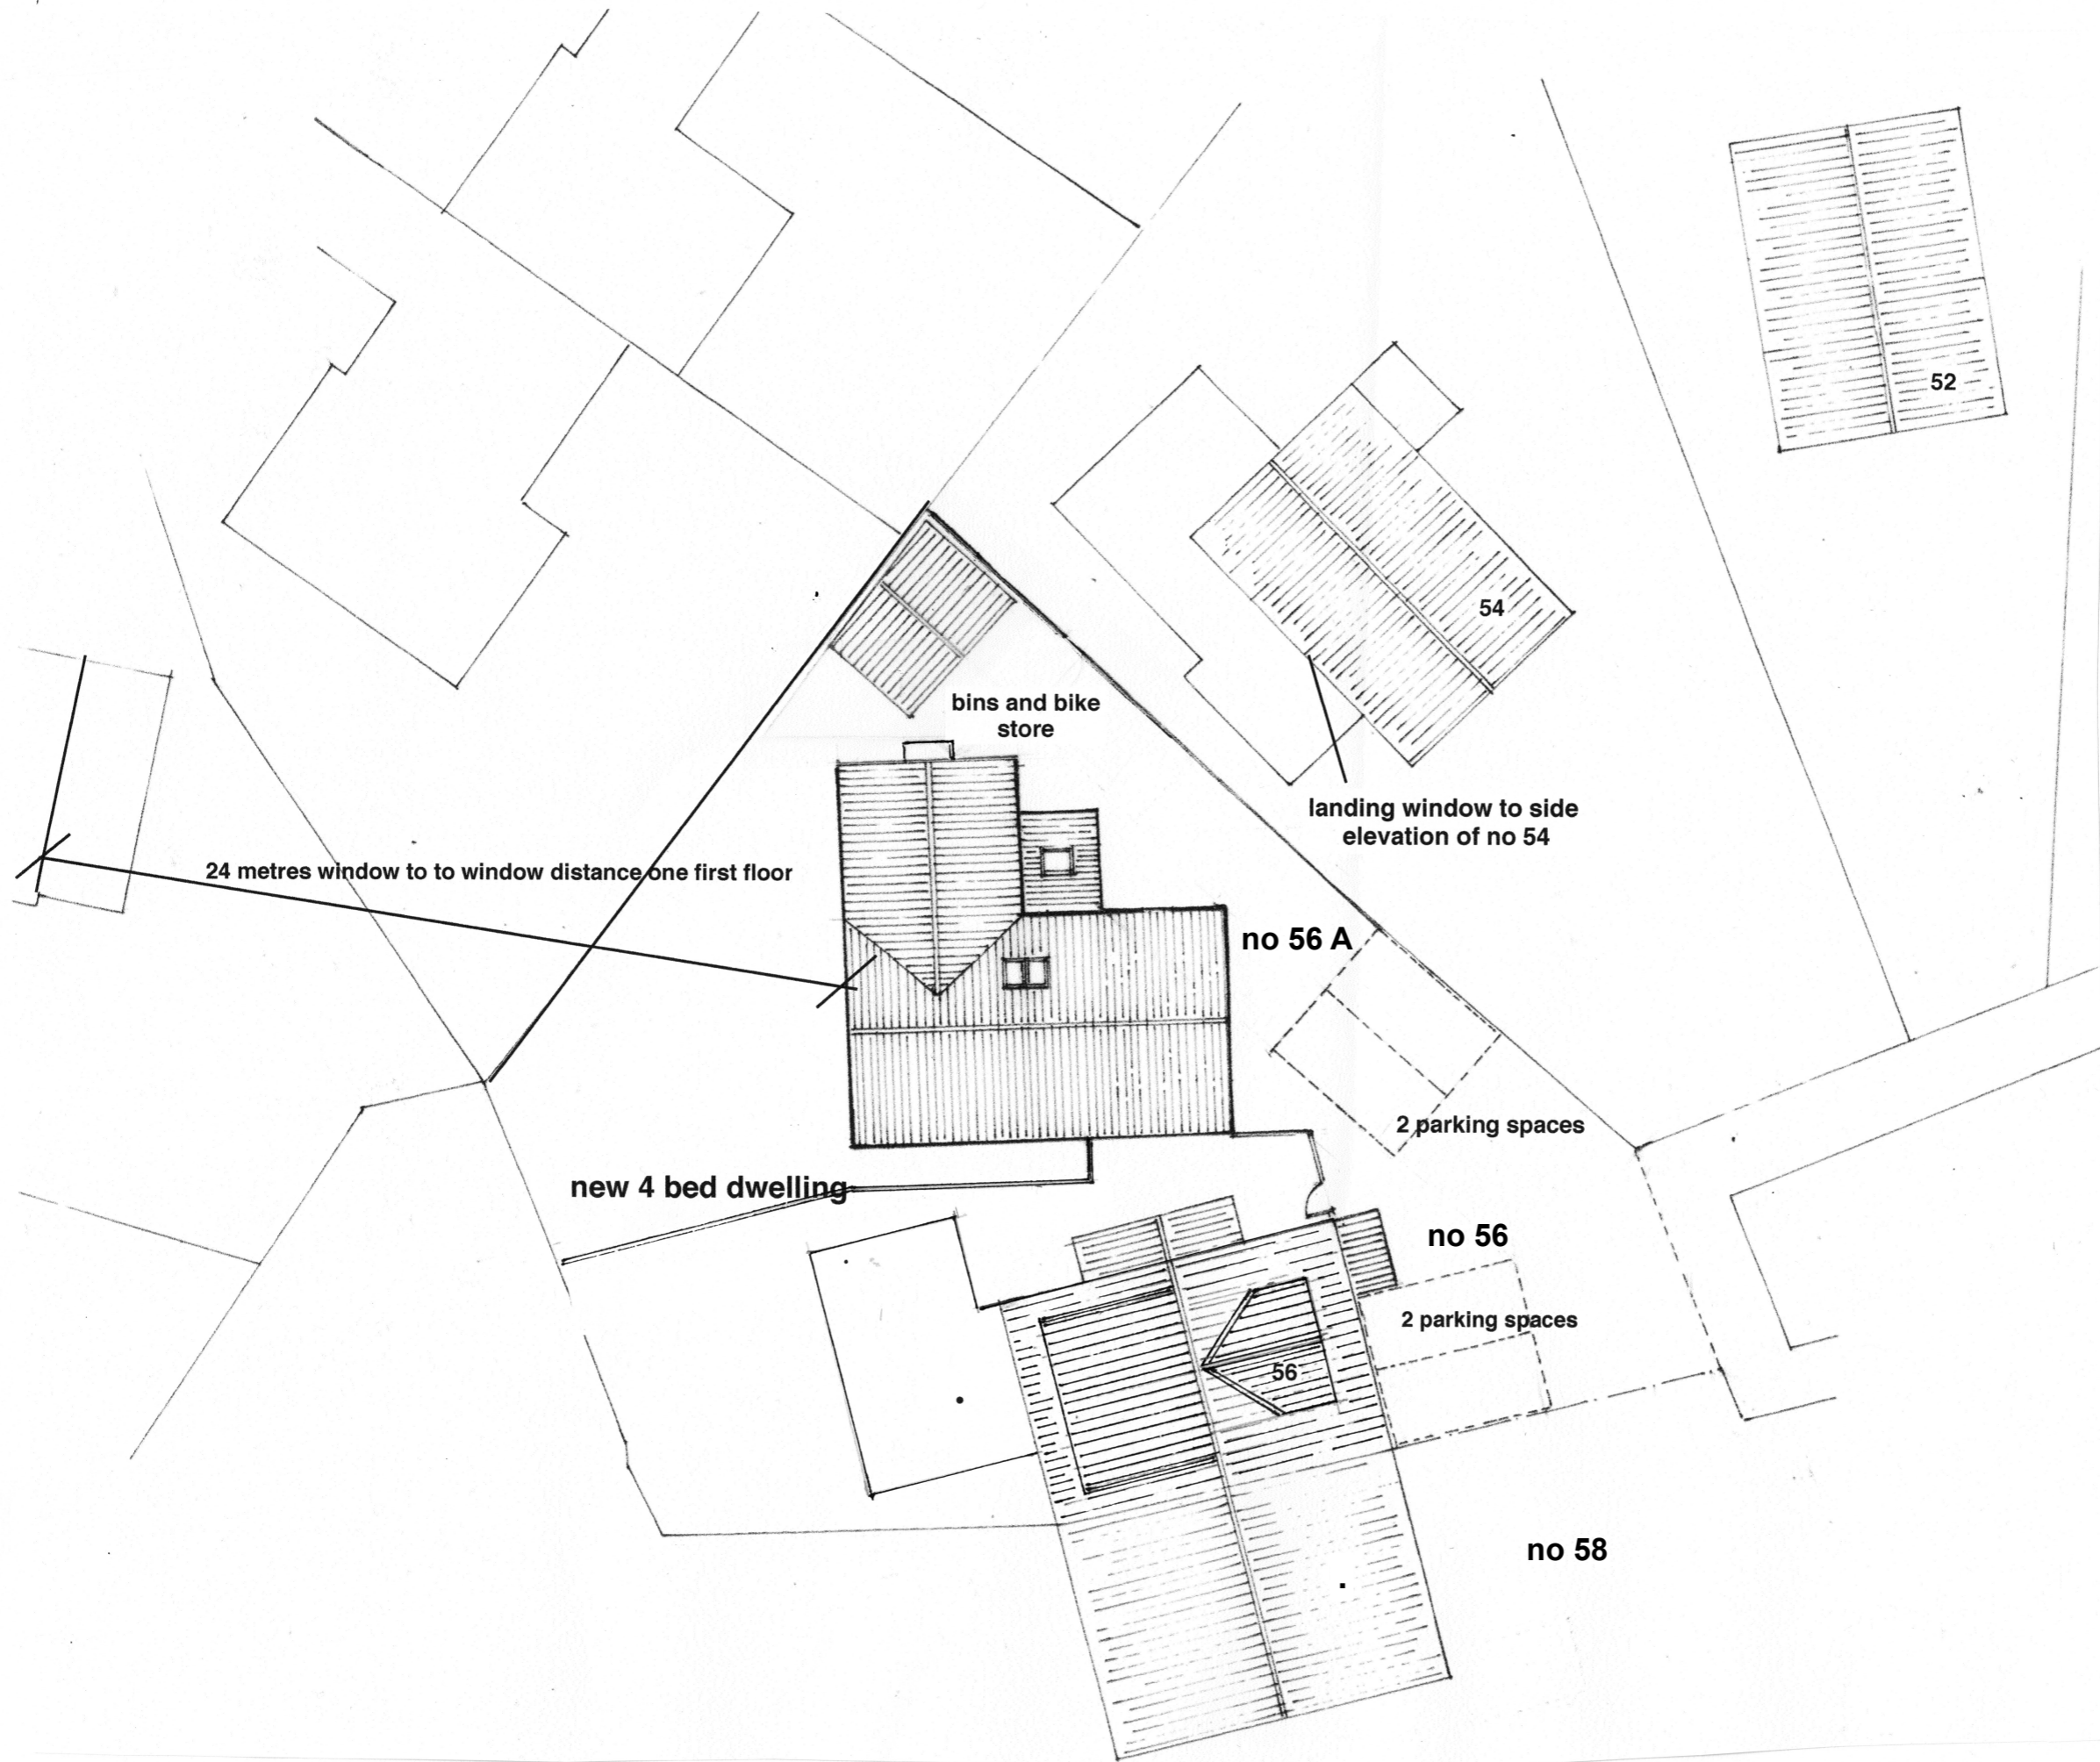 52
54
bins and bike
store
landing window to side
elevation of no 54
24 metres window to to window distance one first floor
no 56 A
2 parking spaces
new 4 bed dwelling
no 56
2 parking spaces
56
no 58